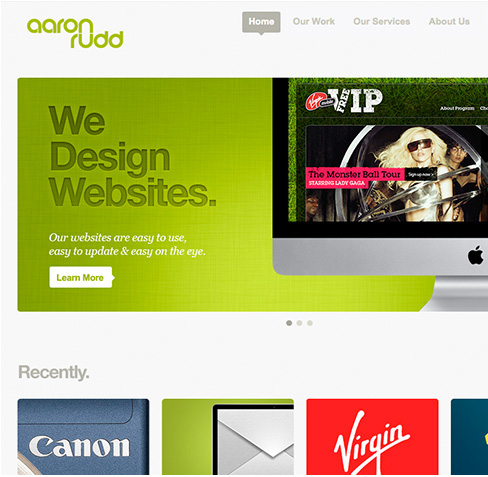 aaron
rudd
Home
Our Work
Our Services
About Us
We
Design
Websites.
Our websites are easy to use,
easy to update & easy on the eye.
Learn More
Virgin mobile
FREE
VIP
About Program
The Monster Ball Tour
Sign up now
STARRING LADY GAGA
Recently.
Canon
Virgin